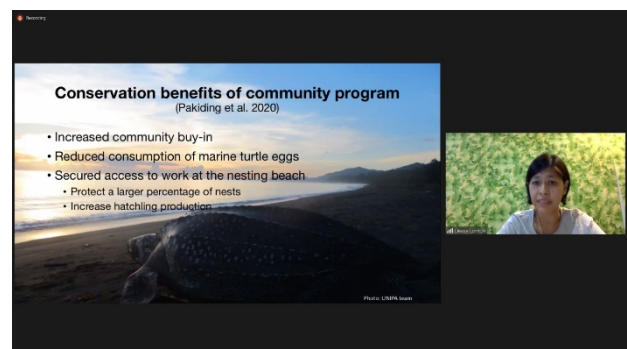 Recording
Conservation benefits of community program
(Pakiding et al. 2020)
• Increased community buy-in
• Reduced consumption of marine turtle eggs
• Secured access to work at the nesting beach
• Protect a larger percentage of nests
• Increase hatchling production
Photo: UNIPA team